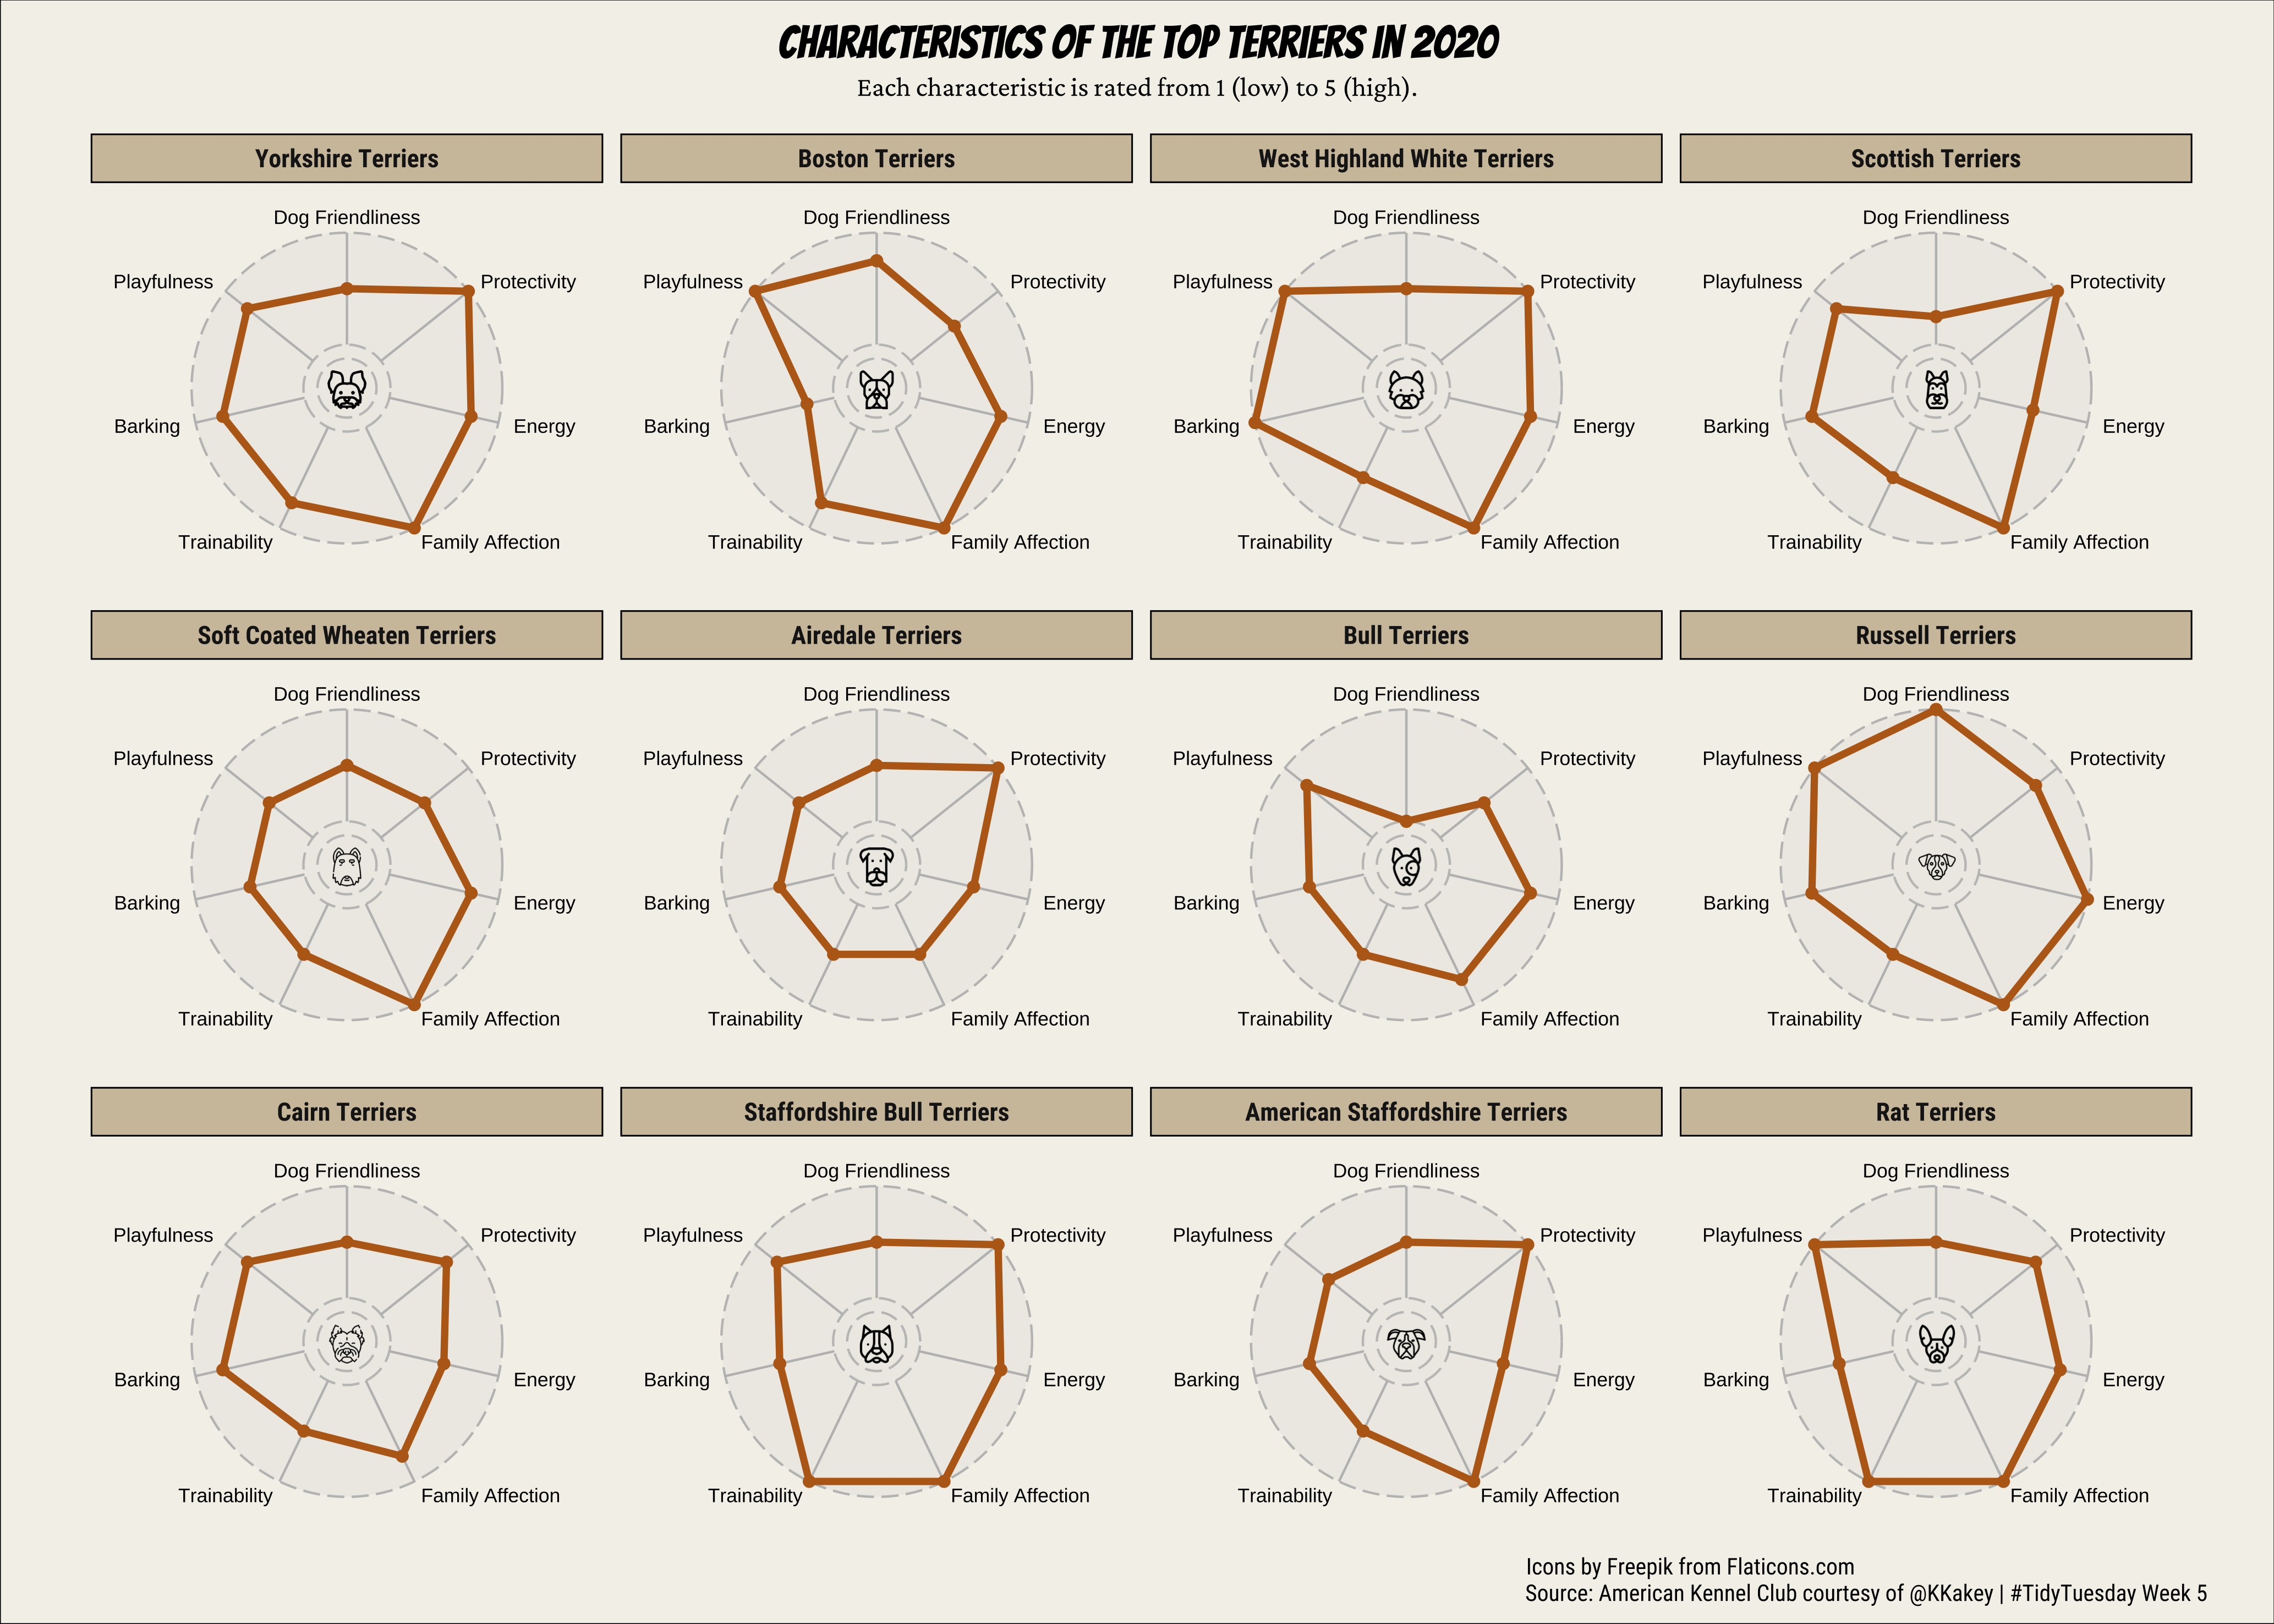 CHARACTERISTICS OF THE TOP TERRIERS IN 2020
Each characteristic is rated from 1 (low) to 5 (high).
Yorkshire Terriers
Dog Friendliness
Playfulness
Protectivity
Barking
Energy
Trainability
Family Affection
Boston Terriers
Dog Friendliness
Playfulness
Protectivity
Barking
Energy
Trainability
Family Affection
West Highland White Terriers
Dog Friendliness
Playfulness
Protectivity
Barking
Energy
Trainability
Family Affection
Scottish Terriers
Dog Friendliness
Playfulness
Protectivity
Barking
Energy
Trainability
Family Affection
Soft Coated Wheaten Terriers
Dog Friendliness
Playfulness
Protectivity
Barking
Energy
Trainability
Family Affection
Airedale Terriers
Dog Friendliness
Playfulness
Protectivity
Barking
Energy
Trainability
Family Affection
Bull Terriers
Dog Friendliness
Playfulness
Protectivity
Barking
Energy
Trainability
Family Affection
Russell Terriers
Dog Friendliness
Playfulness
Protectivity
Barking
Energy
Trainability
Family Affection
Cairn Terriers
Dog Friendliness
Playfulness
Protectivity
Barking
Energy
Trainability
Family Affection
Staffordshire Bull Terriers
Dog Friendliness
Playfulness
Protectivity
Barking
Energy
Trainability
Family Affection
American Staffordshire Terriers
Dog Friendliness
Playfulness
Protectivity
Barking
Energy
Trainability
Family Affection
Rat Terriers
Dog Friendliness
Playfulness
Protectivity
Barking
Energy
Trainability
Family Affection
Icons by Freepik from Flaticons.com
Source: American Kennel Club courtesy of @KKakey | #TidyTuesday Week 5